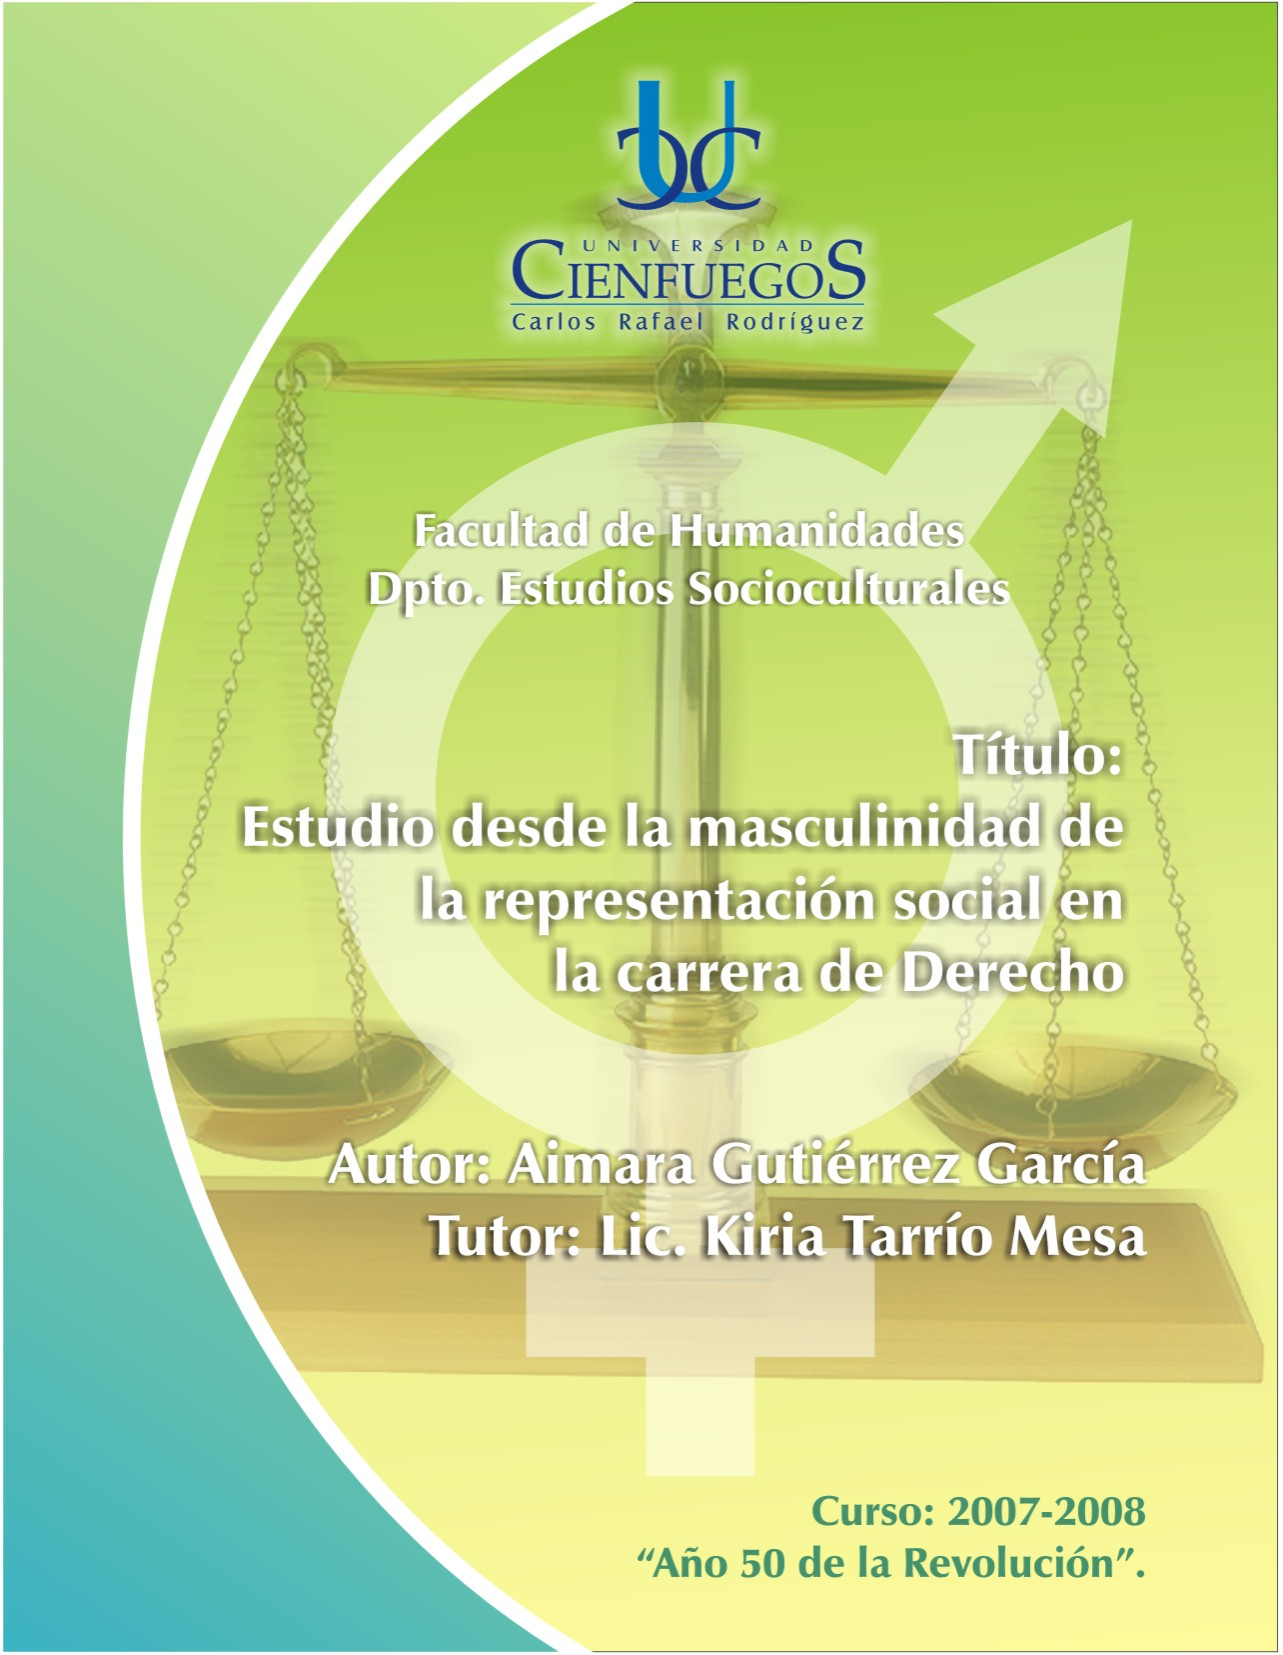 UNIVERSIDAD
CIENFUEGOS
Carlos Rafael Rodríguez
Facultad de Humanidades
Dpto. Estudios Socioculturales
Título:
Estudio desde la masculinidad de
la representación social en
la carrera de Derecho
Autor: Aimara Gutiérrez García
Tutor: Lic. Kiria Tarrío Mesa
Curso: 2007-2008
“Año 50 de la Revolución”.